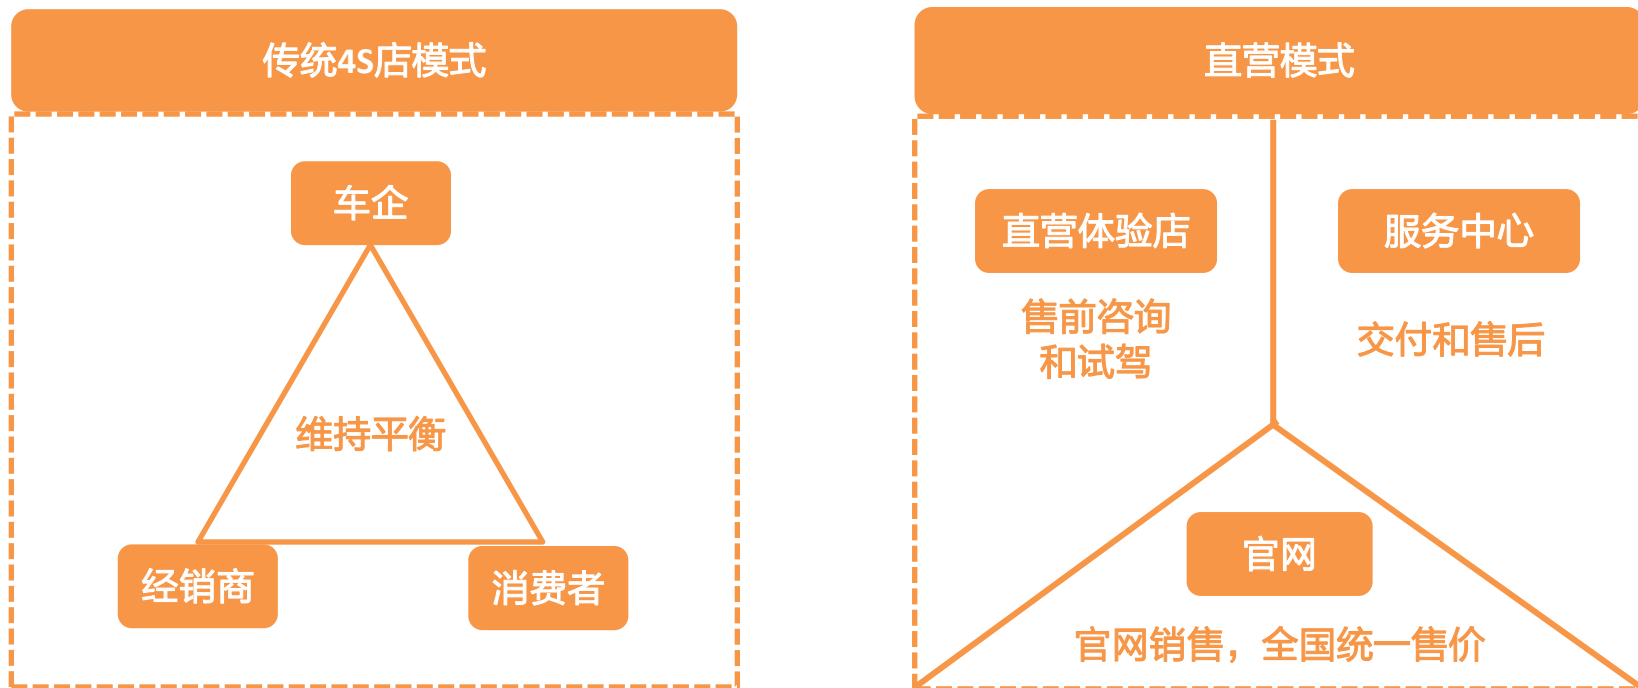 传统4S店模式
车企
维持平衡
经销商
消费者
直营模式
直营体验店
售前咨询
和试驾
服务中心
交付和售后
官网
官网销售，全国统一售价